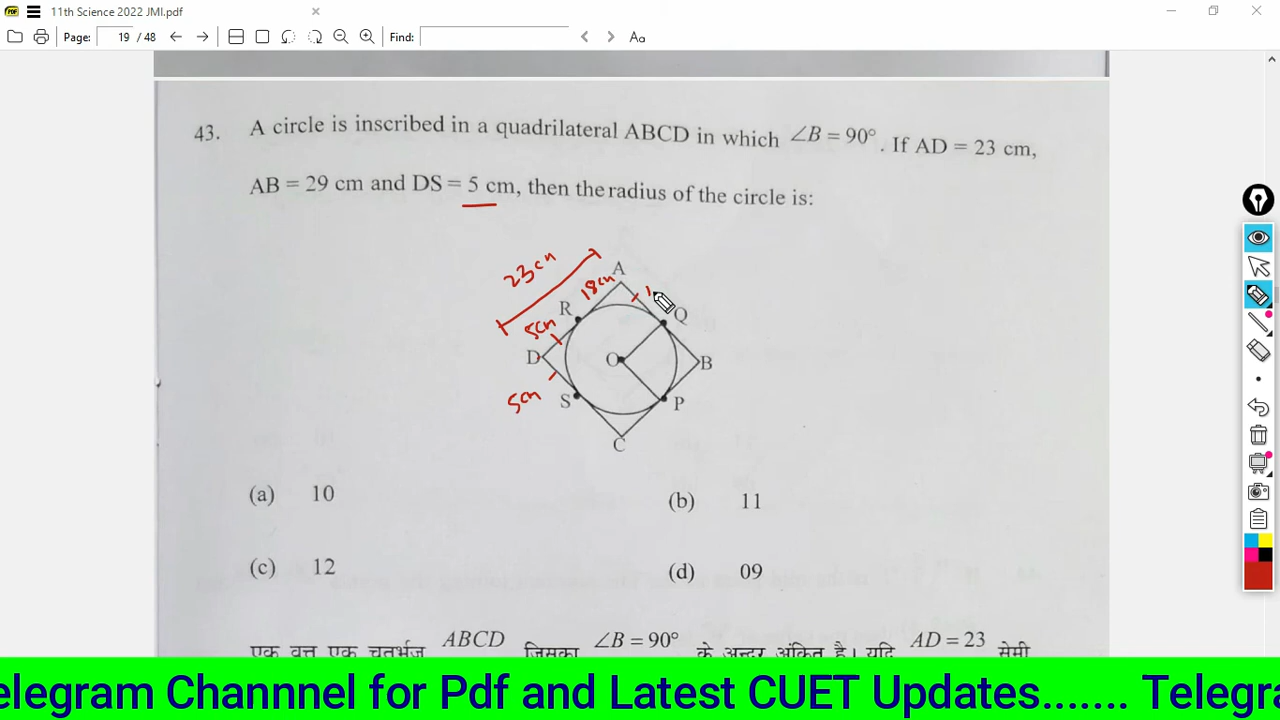 11th Science 2022 JMI.pdf
Page: 19 / 48
Find:
Aa
43. A circle is inscribed in a quadrilateral ABCD in which ∠B = 90°. If AD = 23 cm,
AB = 29 cm and DS = 5 cm, then the radius of the circle is:
23cm
A
18cm
R
Q
5cm
D
O
B
5cm
S
P
C
(a) 10
(b) 11
(c) 12
(d) 09
एक वृत्त एक चतुर्भुज ABCD जिसका ∠B = 90° के अन्दर अंकित है। यदि AD = 23 सेमी
elegram Channnel for Pdf and Latest CUET Updates....... Telegra